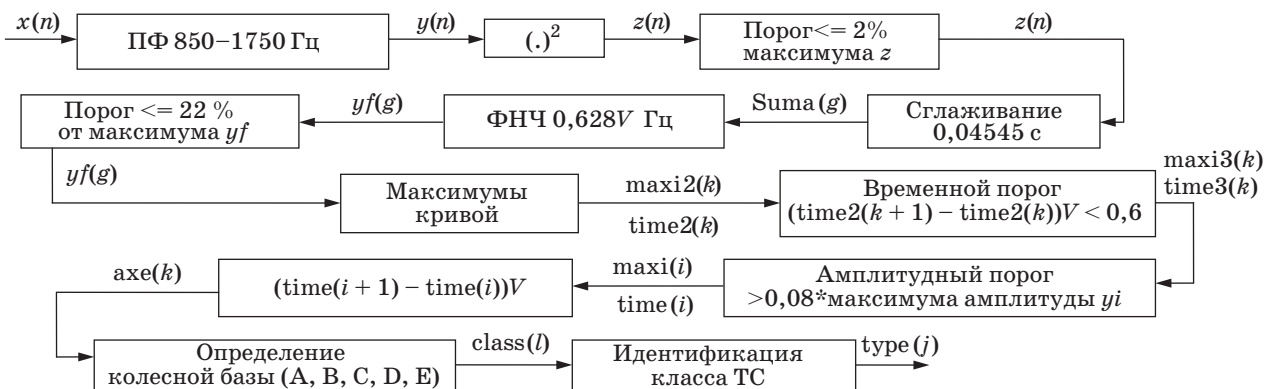 x(n)
ПФ 850–1750 Гц
y(n)
(.)²
z(n)
Порог<= 2%
максимума z
z(n)
Порог <= 22 %
от максимума yf
yf(g)
ФНЧ 0,628V Гц
Suma(g)
Сглаживание
0,04545 с
yf(g)
Максимумы
кривой
maxi2(k)
time2(k)
Временной порог
(time2(k + 1) – time2(k))V < 0,6
maxi3(k)
time3(k)
axe(k)
(time(i + 1) – time(i))V
maxi(i)
time(i)
Амплитудный порог
>0,08*максимума амплитуды yi
Определение
колесной базы (A, B, C, D, E)
class(l)
Идентификация
класса ТС
type(j)